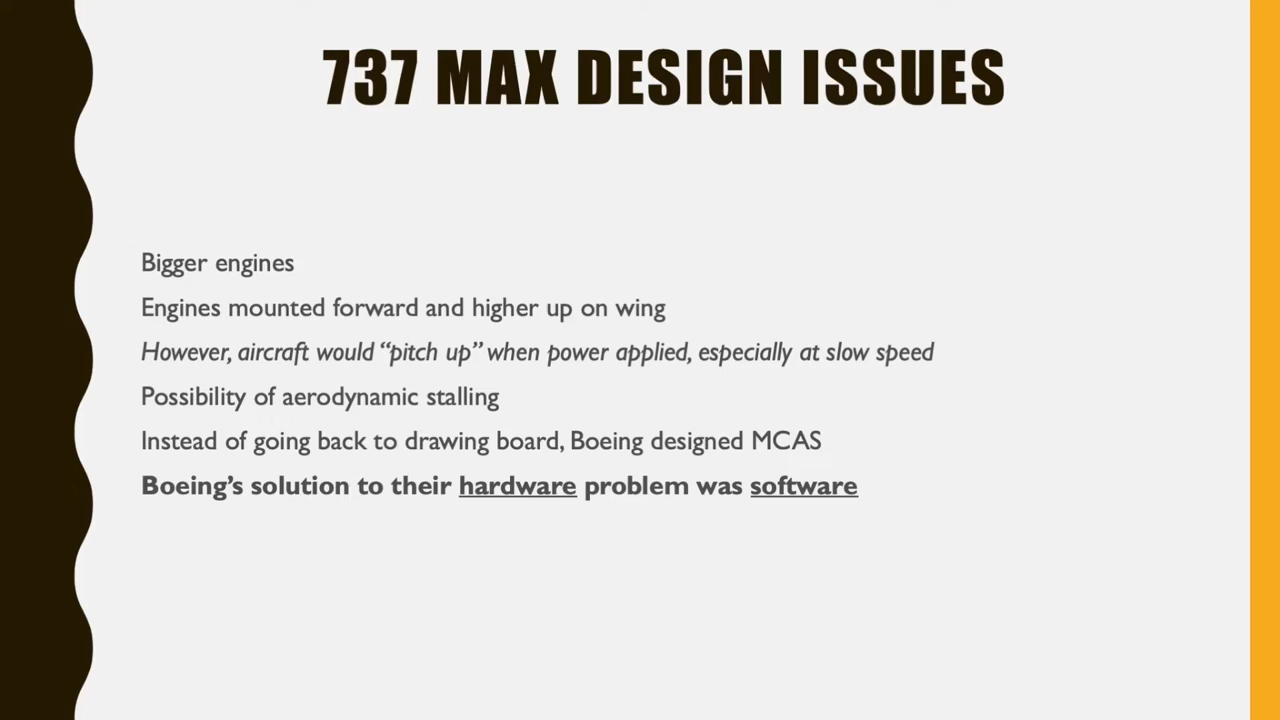 737 MAX DESIGN ISSUES
Bigger engines
Engines mounted forward and higher up on wing
However, aircraft would “pitch up” when power applied, especially at slow speed
Possibility of aerodynamic stalling
Instead of going back to drawing board, Boeing designed MCAS
Boeing’s solution to their hardware problem was software